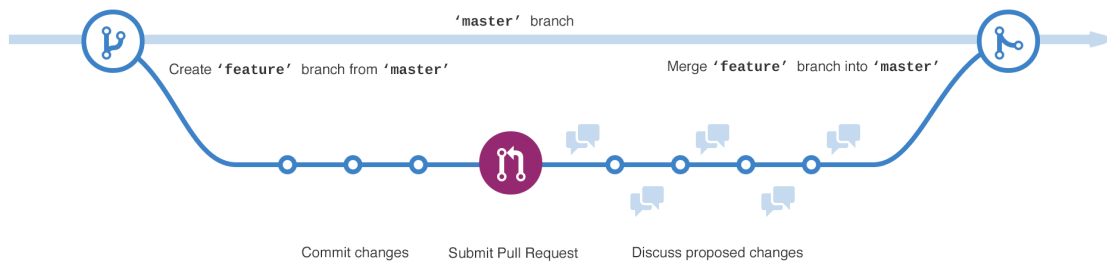 ‘master’ branch
Create ‘feature’ branch from ‘master’
Merge ‘feature’ branch into ‘master’
Commit changes
Submit Pull Request
Discuss proposed changes